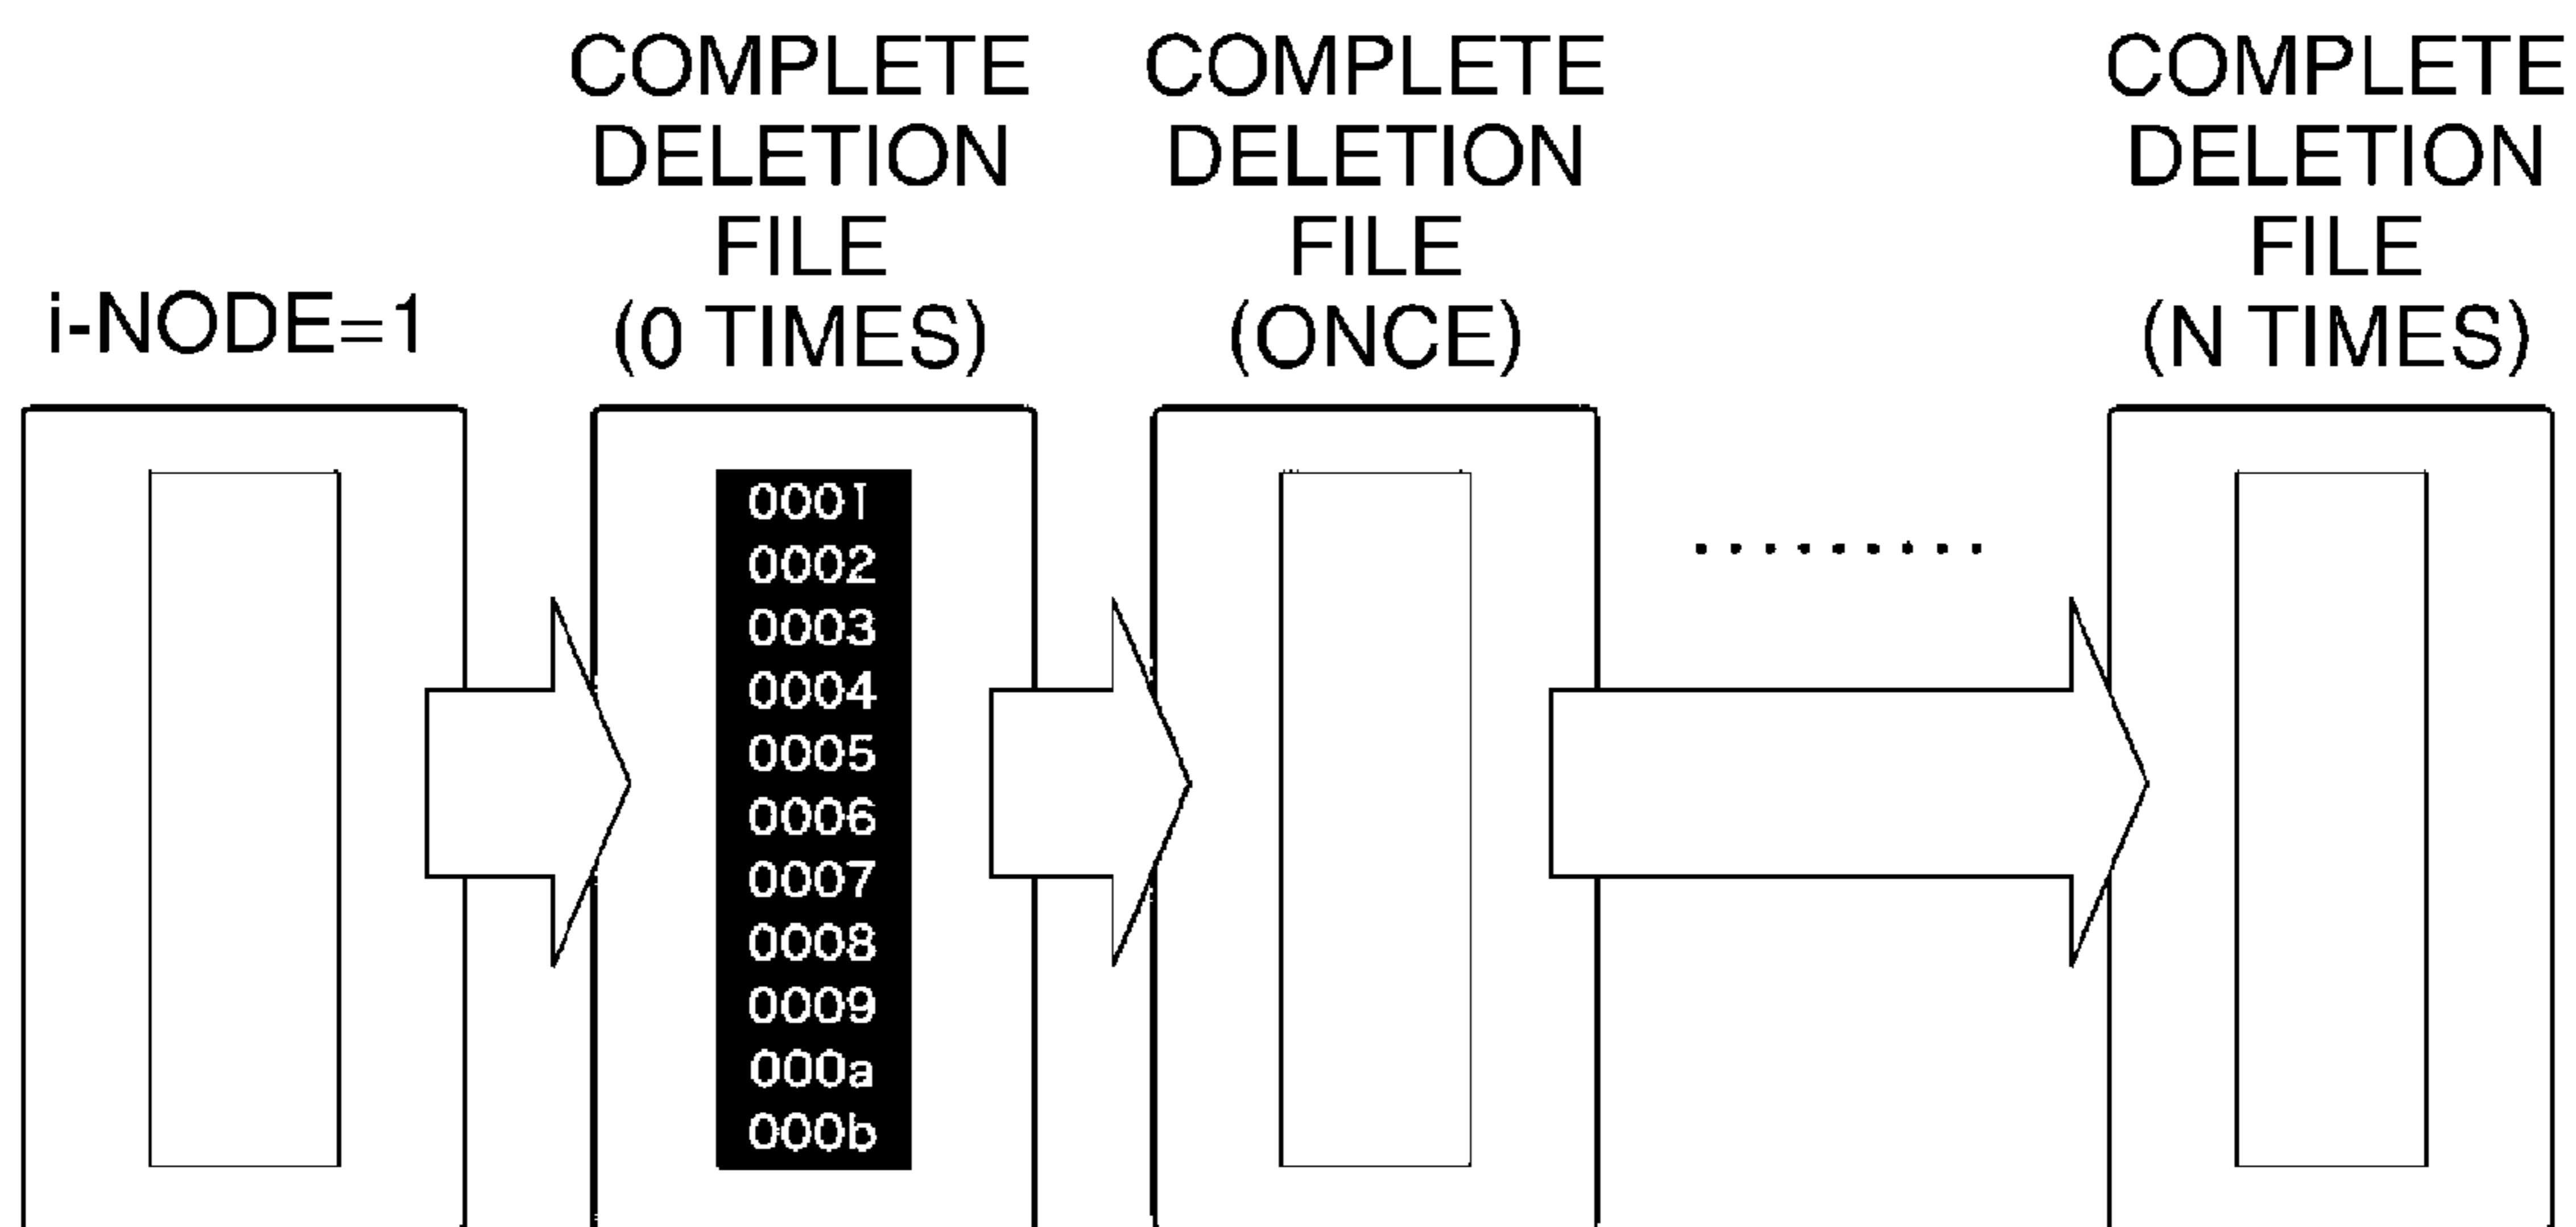 i-NODE=1
COMPLETE
DELETION
FILE
(0 TIMES)
COMPLETE
DELETION
FILE
(ONCE)
COMPLETE
DELETION
FILE
(N TIMES)
0001
0002
0003
0004
0005
0006
0007
0008
0009
000a
000b